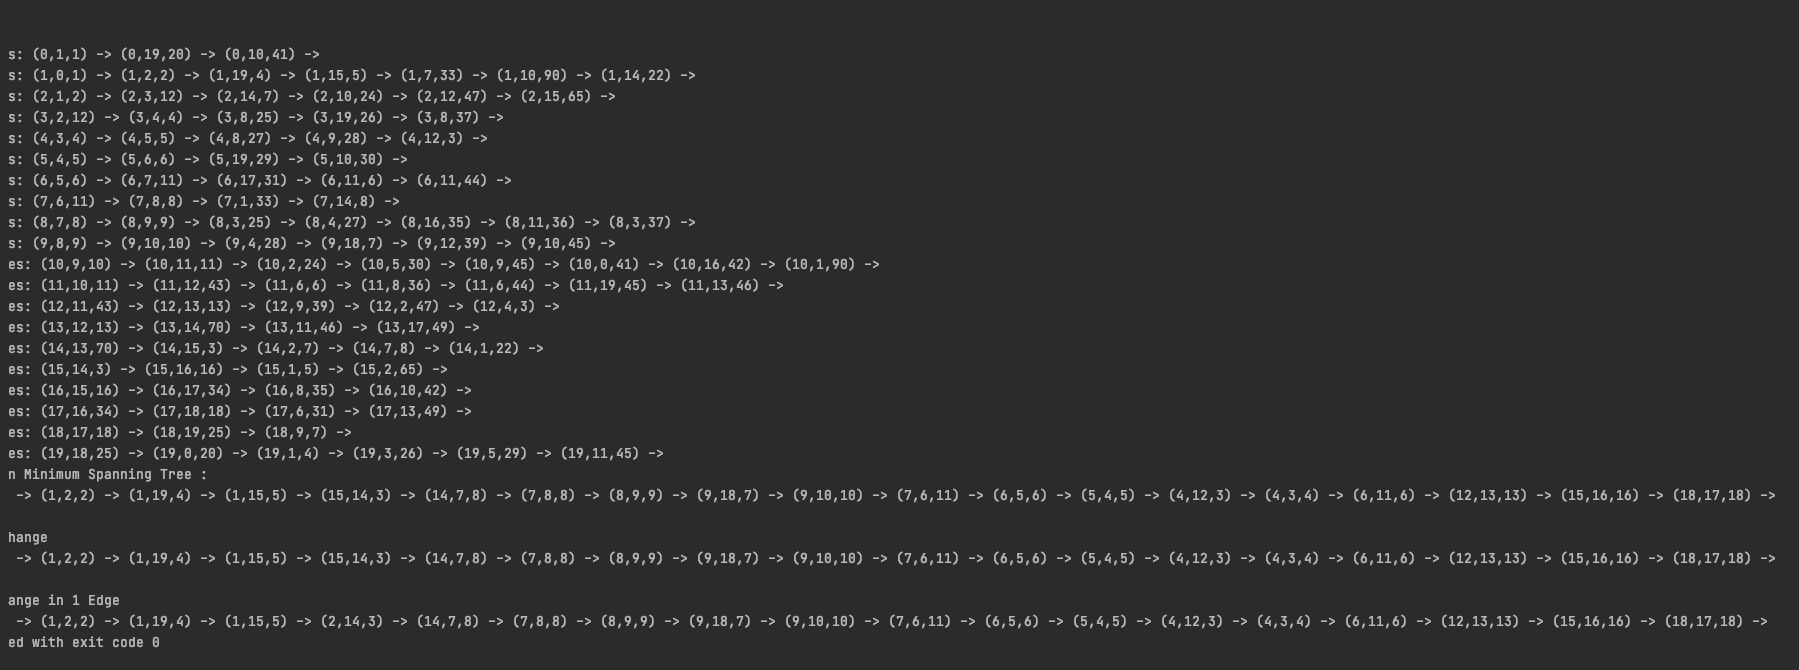 s: (0,1,1) -> (0,19,20) -> (0,10,41) ->
s: (1,0,1) -> (1,2,2) -> (1,19,4) -> (1,15,5) -> (1,7,33) -> (1,10,90) -> (1,14,22) ->
s: (2,1,2) -> (2,3,12) -> (2,14,7) -> (2,10,24) -> (2,12,47) -> (2,15,65) ->
s: (3,2,12) -> (3,4,4) -> (3,8,25) -> (3,19,26) -> (3,8,37) ->
s: (4,3,4) -> (4,5,5) -> (4,8,27) -> (4,9,28) -> (4,12,3) ->
s: (5,4,5) -> (5,6,6) -> (5,19,29) -> (5,10,30) ->
s: (6,5,6) -> (6,7,11) -> (6,17,31) -> (6,11,6) -> (6,11,44) ->
s: (7,6,11) -> (7,8,8) -> (7,1,33) -> (7,14,8) ->
s: (8,7,8) -> (8,9,9) -> (8,3,25) -> (8,4,27) -> (8,16,35) -> (8,11,36) -> (8,3,37) ->
s: (9,8,9) -> (9,10,10) -> (9,4,28) -> (9,18,7) -> (9,12,39) -> (9,10,45) ->
es: (10,9,10) -> (10,11,11) -> (10,2,24) -> (10,5,30) -> (10,9,45) -> (10,0,41) -> (10,16,42) -> (10,1,90) ->
es: (11,10,11) -> (11,12,43) -> (11,6,6) -> (11,8,36) -> (11,6,44) -> (11,19,45) -> (11,13,46) ->
es: (12,11,43) -> (12,13,13) -> (12,9,39) -> (12,2,47) -> (12,4,3) ->
es: (13,12,13) -> (13,14,70) -> (13,11,46) -> (13,17,49) ->
es: (14,13,70) -> (14,15,3) -> (14,2,7) -> (14,7,8) -> (14,1,22) ->
es: (15,14,3) -> (15,16,16) -> (15,1,5) -> (15,2,65) ->
es: (16,15,16) -> (16,17,34) -> (16,8,35) -> (16,10,42) ->
es: (17,16,34) -> (17,18,18) -> (17,6,31) -> (17,13,49) ->
es: (18,17,18) -> (18,19,25) -> (18,9,7) ->
es: (19,18,25) -> (19,0,20) -> (19,1,4) -> (19,3,26) -> (19,5,29) -> (19,11,45) ->
n Minimum Spanning Tree :
-> (1,2,2) -> (1,19,4) -> (1,15,5) -> (15,14,3) -> (14,7,8) -> (7,8,8) -> (8,9,9) -> (9,18,7) -> (9,10,10) -> (7,6,11) -> (6,5,6) -> (5,4,5) -> (4,12,3) -> (4,3,4) -> (6,11,6) -> (12,13,13) -> (15,16,16) -> (18,17,18) ->
hange
-> (1,2,2) -> (1,19,4) -> (1,15,5) -> (15,14,3) -> (14,7,8) -> (7,8,8) -> (8,9,9) -> (9,18,7) -> (9,10,10) -> (7,6,11) -> (6,5,6) -> (5,4,5) -> (4,12,3) -> (4,3,4) -> (6,11,6) -> (12,13,13) -> (15,16,16) -> (18,17,18) ->
ange in 1 Edge
-> (1,2,2) -> (1,19,4) -> (1,15,5) -> (2,14,3) -> (14,7,8) -> (7,8,8) -> (8,9,9) -> (9,18,7) -> (9,10,10) -> (7,6,11) -> (6,5,6) -> (5,4,5) -> (4,12,3) -> (4,3,4) -> (6,11,6) -> (12,13,13) -> (15,16,16) -> (18,17,18) ->
ed with exit code 0